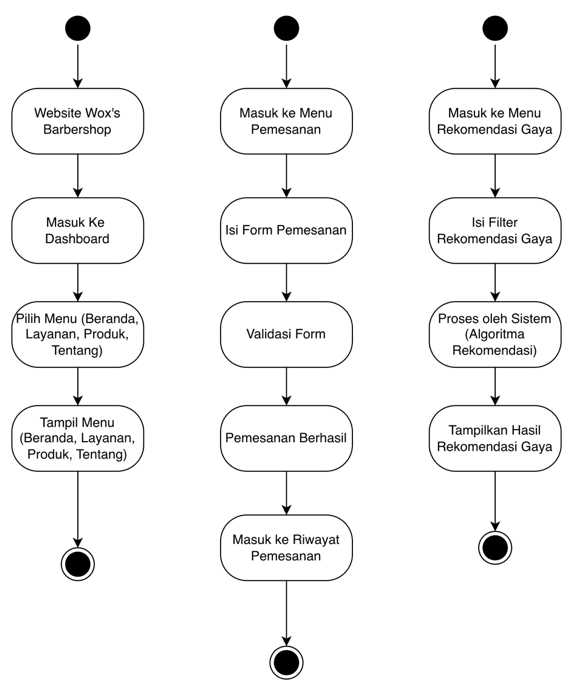 Website Wox's
Barbershop
Masuk Ke
Dashboard
Pilih Menu (Beranda,
Layanan, Produk,
Tentang)
Tampil Menu
(Beranda, Layanan,
Produk, Tentang)
Masuk ke Menu
Pemesanan
Isi Form Pemesanan
Validasi Form
Pemesanan Berhasil
Masuk ke Riwayat
Pemesanan
Masuk ke Menu
Rekomendasi Gaya
Isi Filter
Rekomendasi Gaya
Proses oleh Sistem
(Algoritma
Rekomendasi)
Tampilkan Hasil
Rekomendasi Gaya